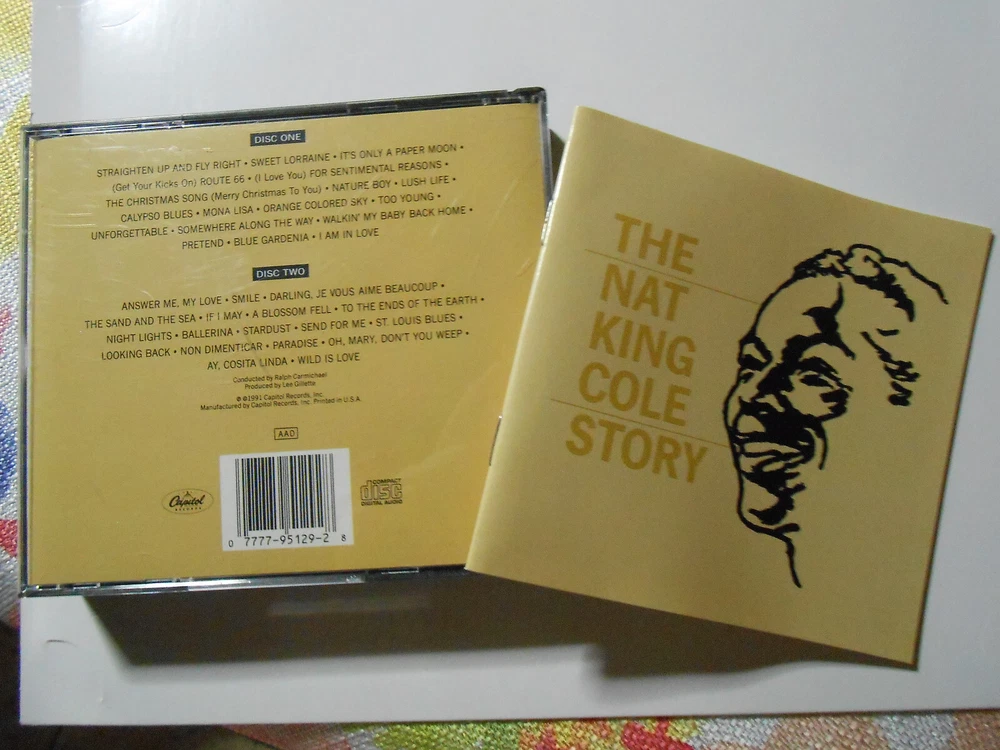 DISC ONE
STRAIGHTEN UP AND FLY RIGHT • SWEET LORRAINE • IT'S ONLY A PAPER MOON •
(Get Your Kicks On) ROUTE 66 • (I Love You) FOR SENTIMENTAL REASONS •
THE CHRISTMAS SONG (Merry Christmas To You) • NATURE BOY • LUSH LIFE •
CALYPSO BLUES • MONA LISA • ORANGE COLORED SKY • TOO YOUNG •
UNFORGETTABLE • SOMEWHERE ALONG THE WAY • WALKIN' MY BABY BACK HOME •
PRETEND • BLUE GARDENIA • I AM IN LOVE
DISC TWO
ANSWER ME, MY LOVE • SMILE • DARLING, JE VOUS AIME BEAUCOUP •
THE SAND AND THE SEA • IF I MAY • A BLOSSOM FELL • TO THE ENDS OF THE EARTH •
NIGHT LIGHTS • BALLERINA • STARDUST • SEND FOR ME • ST. LOUIS BLUES •
LOOKING BACK • NON DIMENTICAR • PARADISE • OH, MARY, DON'T YOU WEEP •
AY, COSITA LINDA • WILD IS LOVE
Conducted by Ralph Carmichael
Produced by Lee Gillette
℗ ©1991 Capitol Records, Inc.
Manufactured by Capitol Records, Inc. Printed in U.S.A.
AAD
Capitol
RECORDS
COMPACT
disc
DIGITAL AUDIO
0 7777-95129-2 8
THE
NAT
KING
COLE
STORY